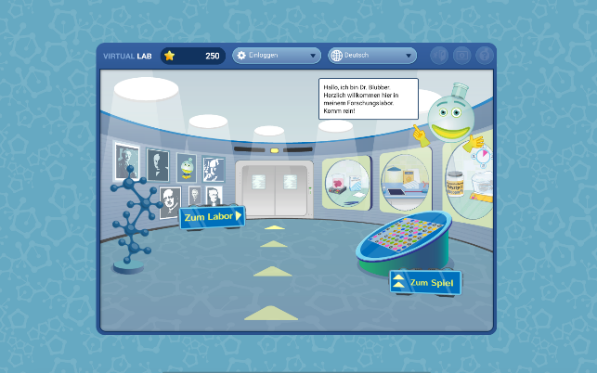 VIRTUAL LAB
250
Einloggen
Deutsch
Hallo, ich bin Dr. Blubber.
Herzlich willkommen hier in
meinem Forschungslabor.
Komm rein!
Zum Labor
Zum Spiel